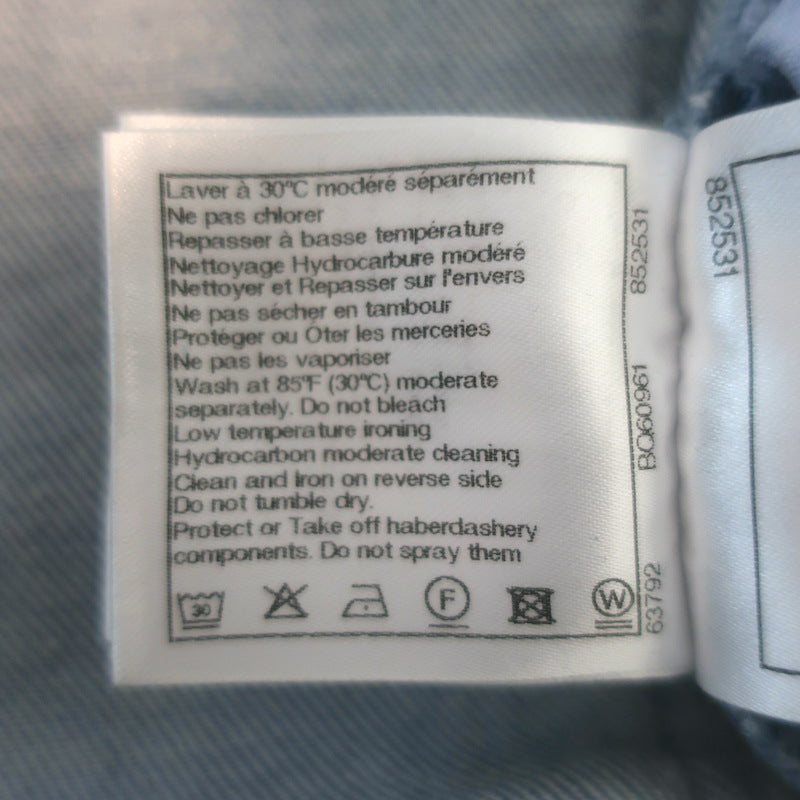 Laver à 30°C modéré séparément
Ne pas chlorer
Repasser à basse température
Nettoyage Hydrocarbure modéré
Nettoyer et Repasser sur l'envers
Ne pas sécher en tambour
Protéger ou Oter les merceries
Ne pas les vaporiser
Wash at 85°F (30°C) moderate
separately. Do not bleach
Low temperature ironing
Hydrocarbon moderate cleaning
Clean and Iron on reverse side
Do not tumble dry.
Protect or Take off haberdashery
components. Do not spray them
30 F W
63792 BQ60961 852531
852531